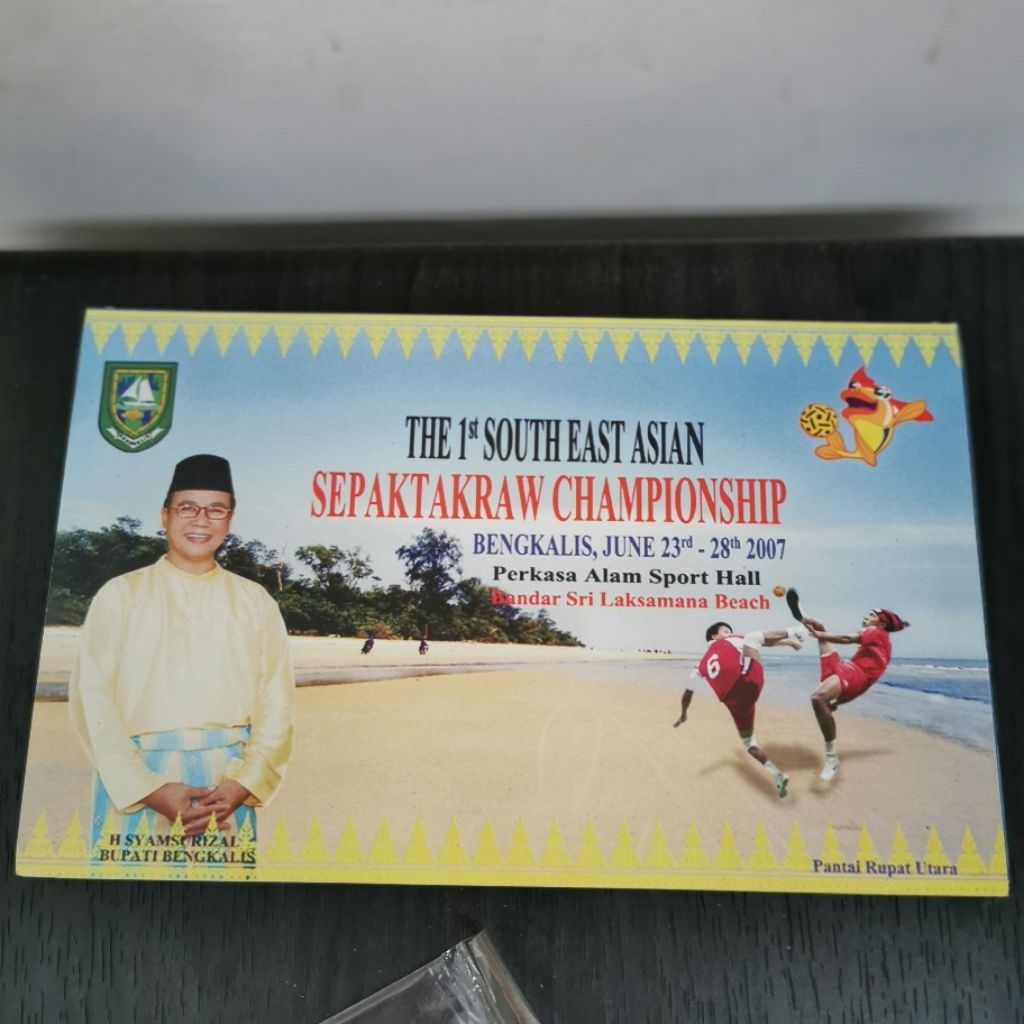 THE 1st SOUTH EAST ASIAN
SEPAKTAKRAW CHAMPIONSHIP
BENGKALIS, JUNE 23rd - 28th 2007
Perkasa Alam Sport Hall
Bandar Sri Laksamana Beach
6
H SYAMSURIZAL
BUPATI BENGKALIS
Pantai Rupat Utara